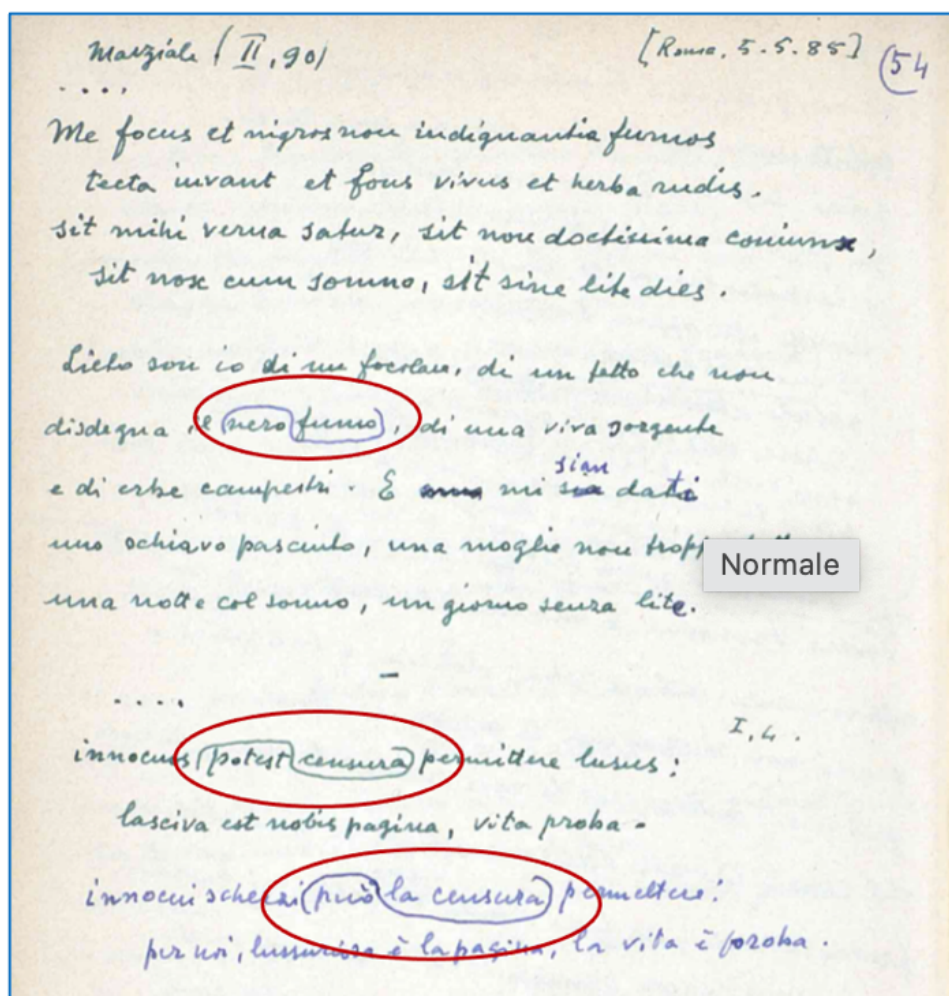 Marziale (II, 90)
[Roma, 5.5.85]
(54
....
Me focus et nigros non indignantia fumos
tecta iuvant et fons vivus et herba rudis.
sit mihi verna satur, sit non doctissima coniunx,
sit nox cum somno, sit sine lite dies.
Lieto son io di un focolare, di un tetto che non
disdegna il nero fumo, di una viva sorgente
sian
e di erbe campestri. E mi sia dati
uno schiavo pasciuto, una moglie non
Normale
una notte col sonno, un giorno senza lite.
–
....
I, 4.
innocuos potest censura permittere lusus:
lasciva est nobis pagina, vita proba -
innocui scherzi può la censura permettere:
per noi, lussuriosa è la pagina, la vita è proba.